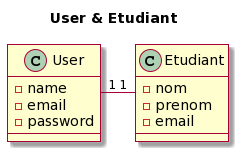 User & Etudiant
C User
name
email
password
1 1
C Etudiant
nom
prenom
email